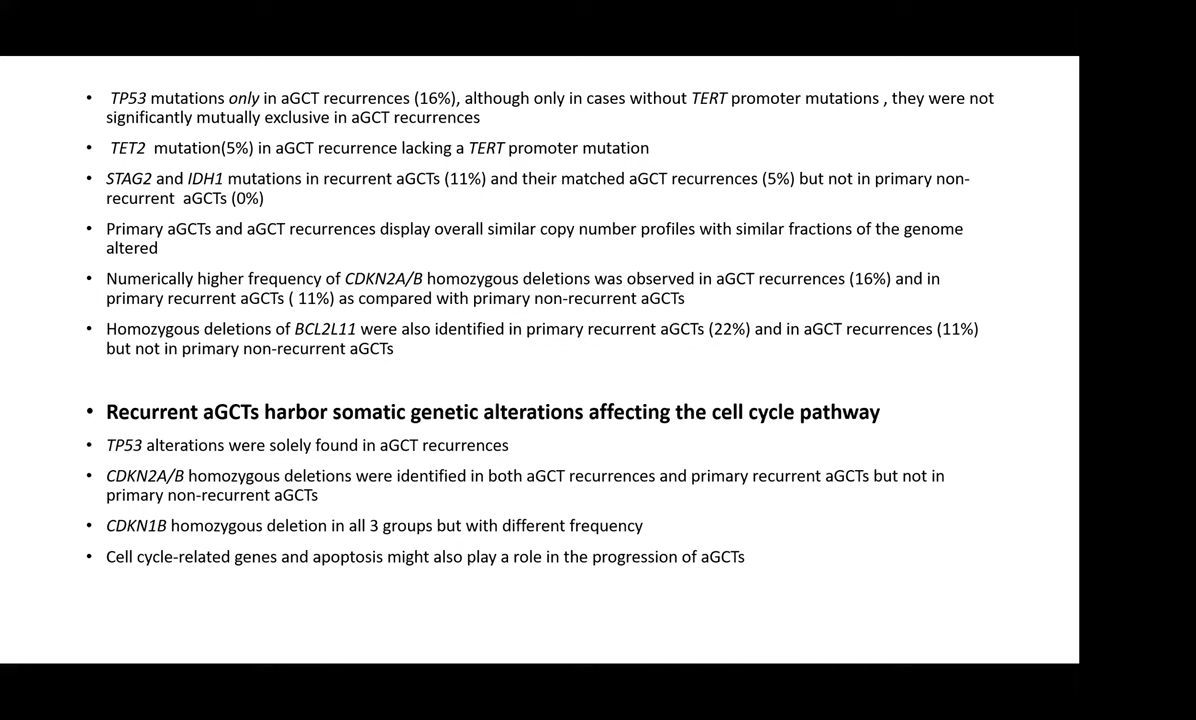 • TP53 mutations only in aGCT recurrences (16%), although only in cases without TERT promoter mutations , they were not
significantly mutually exclusive in aGCT recurrences
• TET2 mutation(5%) in aGCT recurrence lacking a TERT promoter mutation
• STAG2 and IDH1 mutations in recurrent aGCTs (11%) and their matched aGCT recurrences (5%) but not in primary non-
recurrent aGCTs (0%)
• Primary aGCTs and aGCT recurrences display overall similar copy number profiles with similar fractions of the genome
altered
• Numerically higher frequency of CDKN2A/B homozygous deletions was observed in aGCT recurrences (16%) and in
primary recurrent aGCTs ( 11%) as compared with primary non-recurrent aGCTs
• Homozygous deletions of BCL2L11 were also identified in primary recurrent aGCTs (22%) and in aGCT recurrences (11%)
but not in primary non-recurrent aGCTs
• Recurrent aGCTs harbor somatic genetic alterations affecting the cell cycle pathway
• TP53 alterations were solely found in aGCT recurrences
• CDKN2A/B homozygous deletions were identified in both aGCT recurrences and primary recurrent aGCTs but not in
primary non-recurrent aGCTs
• CDKN1B homozygous deletion in all 3 groups but with different frequency
• Cell cycle-related genes and apoptosis might also play a role in the progression of aGCTs